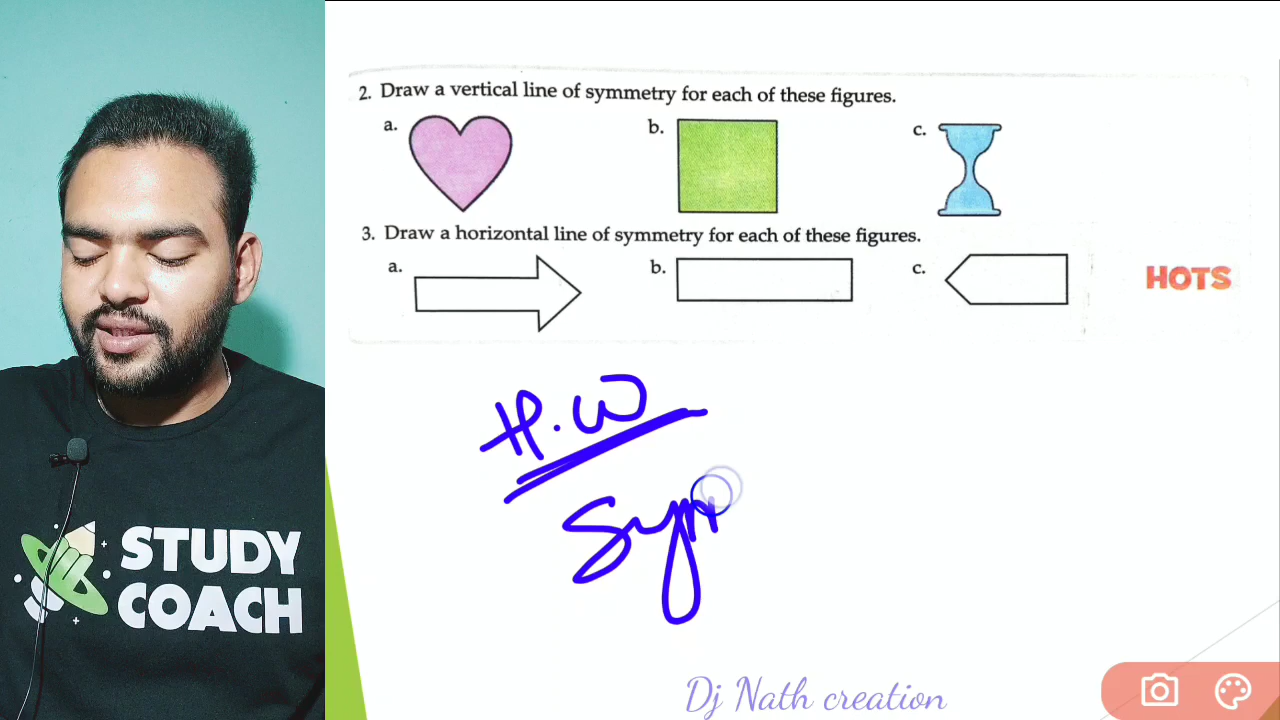 2. Draw a vertical line of symmetry for each of these figures.
a. b. c.
3. Draw a horizontal line of symmetry for each of these figures.
a. b. c.
HOTS
H.W
Sym
STUDY
COACH
Dj Nath creation